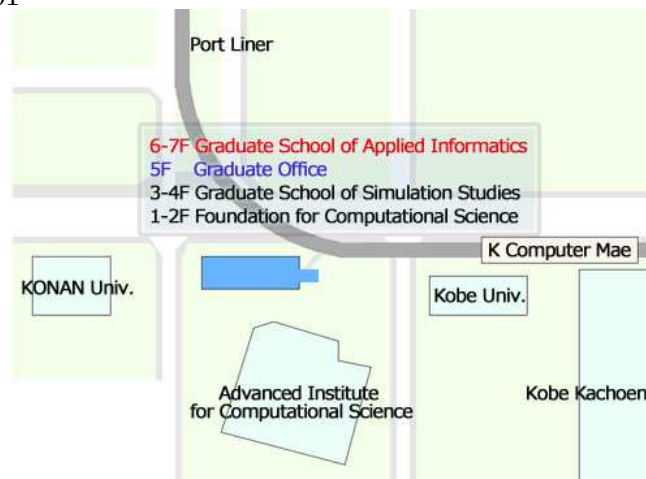 Port Liner
6-7F Graduate School of Applied Informatics
5F Graduate Office
3-4F Graduate School of Simulation Studies
1-2F Foundation for Computational Science
K Computer Mae
KONAN Univ.
Kobe Univ.
Advanced Institute
for Computational Science
Kobe Kachoen